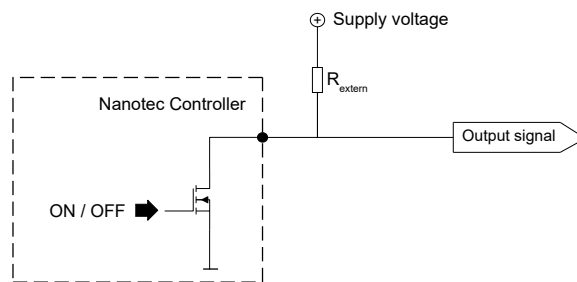 Supply voltage
R extern
Nanotec Controller
Output signal
ON / OFF